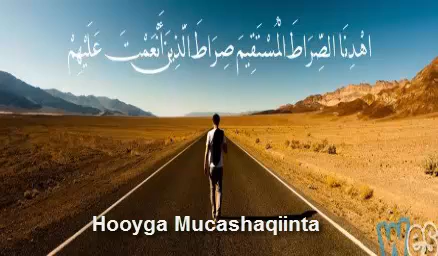 اهْدِنَا الصِّرَاطَ الْمُسْتَقِيمَ صِرَاطَ الَّذِينَ أَنْعَمْتَ عَلَيْهِمْ
Hooyga Mucashaqiinta